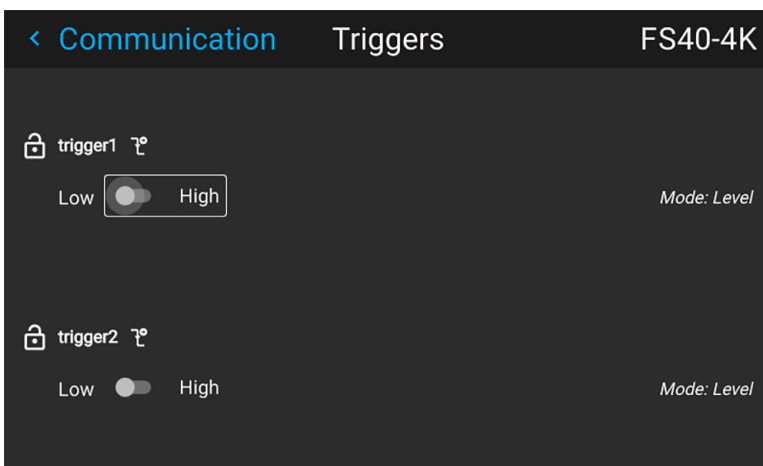 Communication Triggers FS40-4K
trigger1
Low High Mode: Level
trigger2
Low High Mode: Level